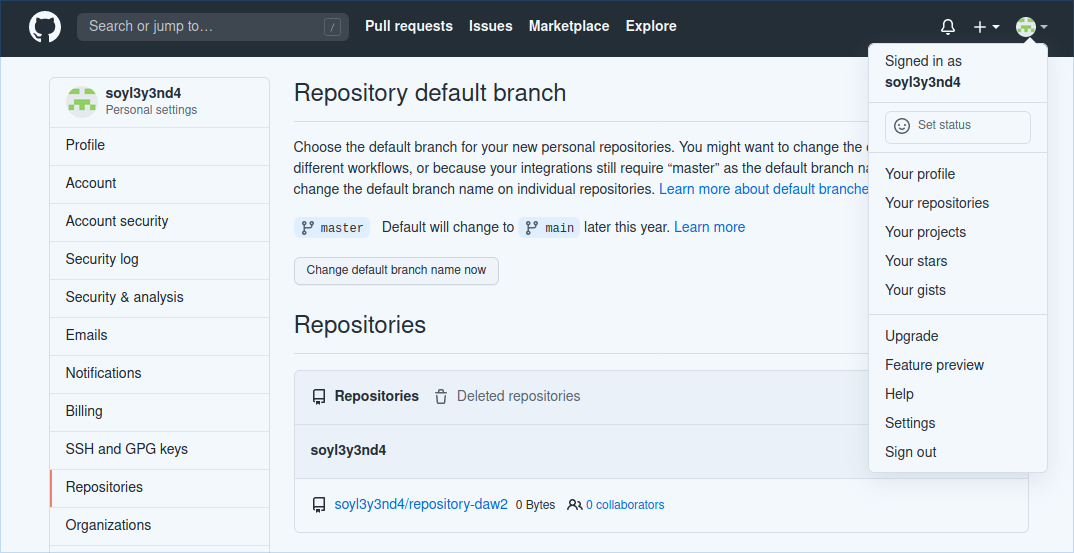 Search or jump to… /
Pull requests Issues Marketplace Explore
Signed in as
soyl3y3nd4
Set status
Your profile
Your repositories
Your projects
Your stars
Your gists
Upgrade
Feature preview
Help
Settings
Sign out
soyl3y3nd4
Personal settings
Profile
Account
Account security
Security log
Security & analysis
Emails
Notifications
Billing
SSH and GPG keys
Repositories
Organizations
Repository default branch
Choose the default branch for your new personal repositories. You might want to change the
different workflows, or because your integrations still require “master” as the default branch
change the default branch name on individual repositories. Learn more about default
master Default will change to main later this year. Learn more
Change default branch name now
Repositories
Repositories Deleted repositories
soyl3y3nd4
soyl3y3nd4/repository-daw2 0 Bytes 0 collaborators